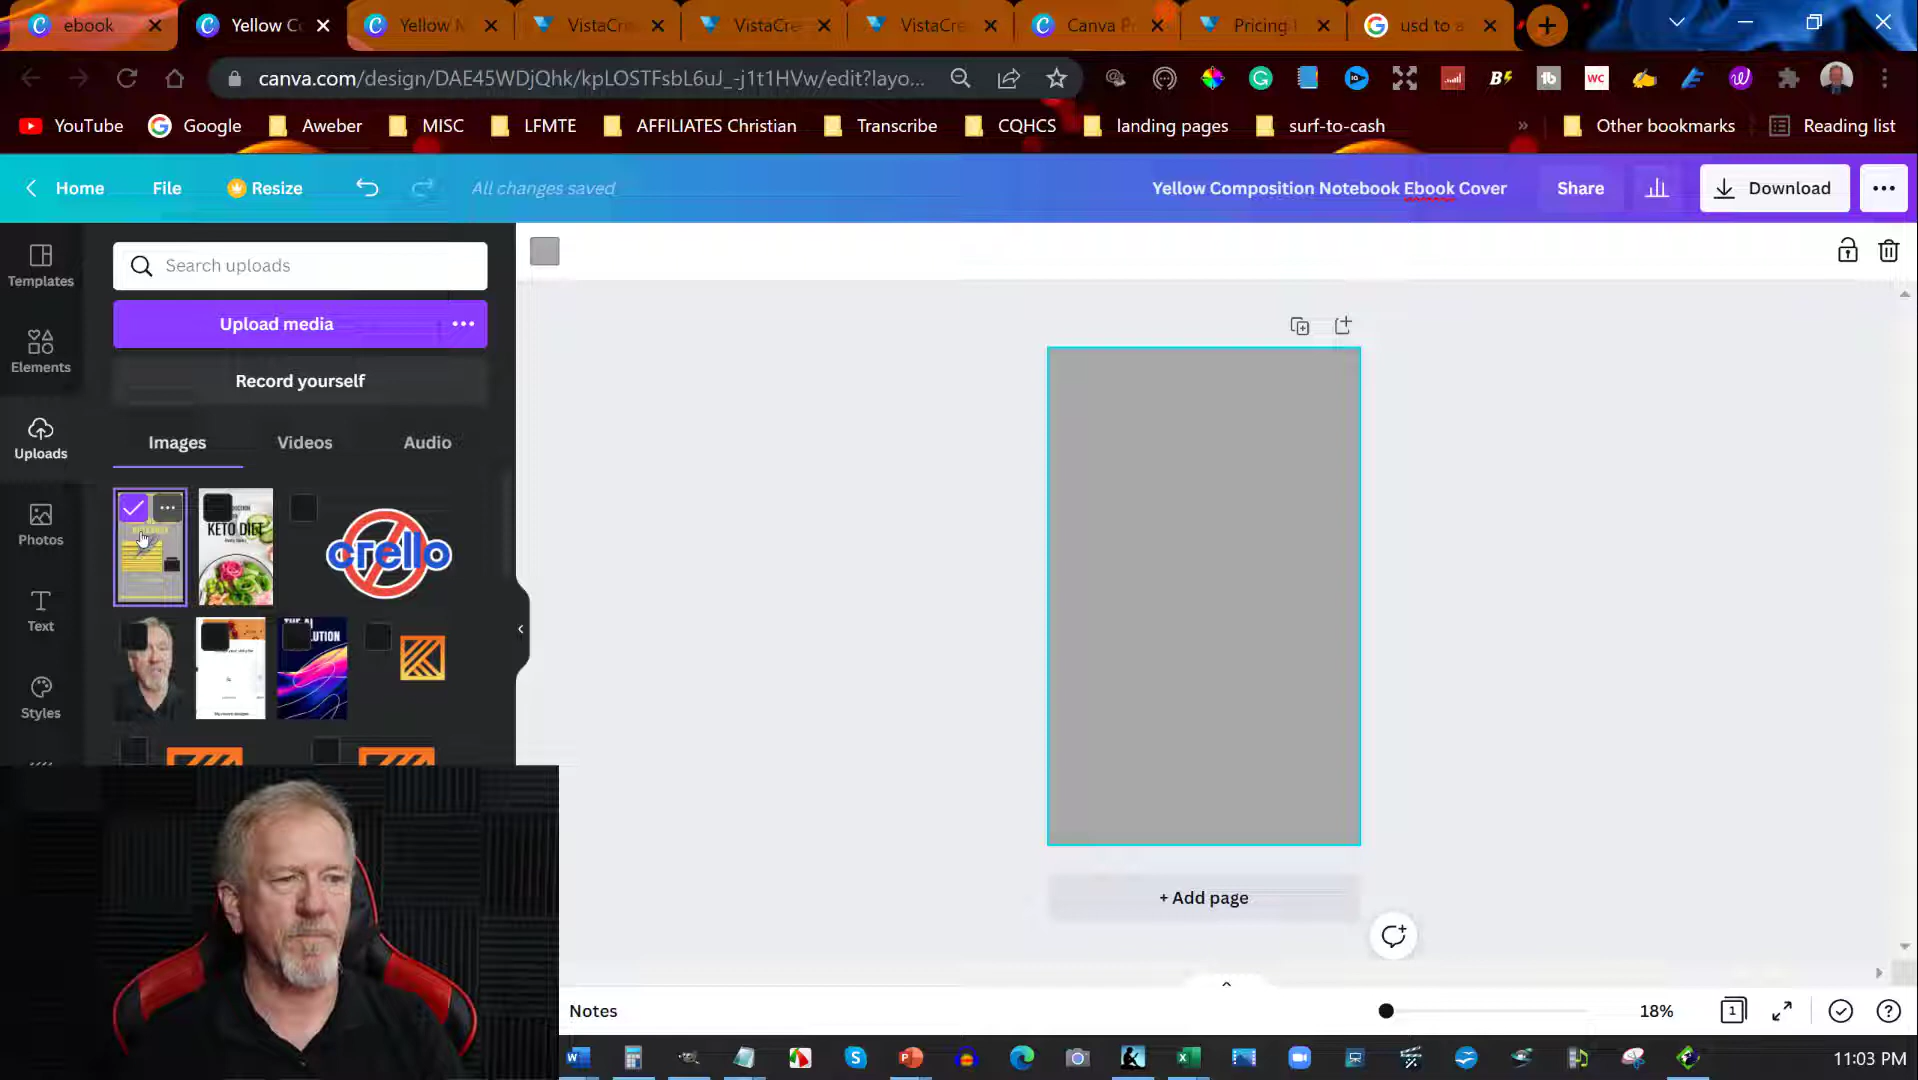 ebook
Yellow Co
Yellow N
VistaCre
VistaCre
VistaCre
Canva P
Pricing
usd to a
canva.com/design/DAE45WDjQhk/kpLOSTFsbL6uJ_-j1t1HVw/edit?layo...
YouTube
Google
Aweber
MISC
LFMTE
AFFILIATES Christian
Transcribe
CQHCS
landing pages
surf-to-cash
»
Other bookmarks
Reading list
Home
File
Resize
All changes saved
Yellow Composition Notebook Ebook Cover
Share
Download
Templates
Elements
Uploads
Photos
Text
Styles
Search uploads
Upload media
Record yourself
Images
Videos
Audio
KETO DIET
crello
+ Add page
Notes
18%
1
11:03 PM